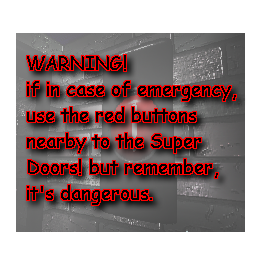 WARNING!
if in case of emergency,
use the red buttons
nearby to the Super
Doors! but remember,
it's dangerous.